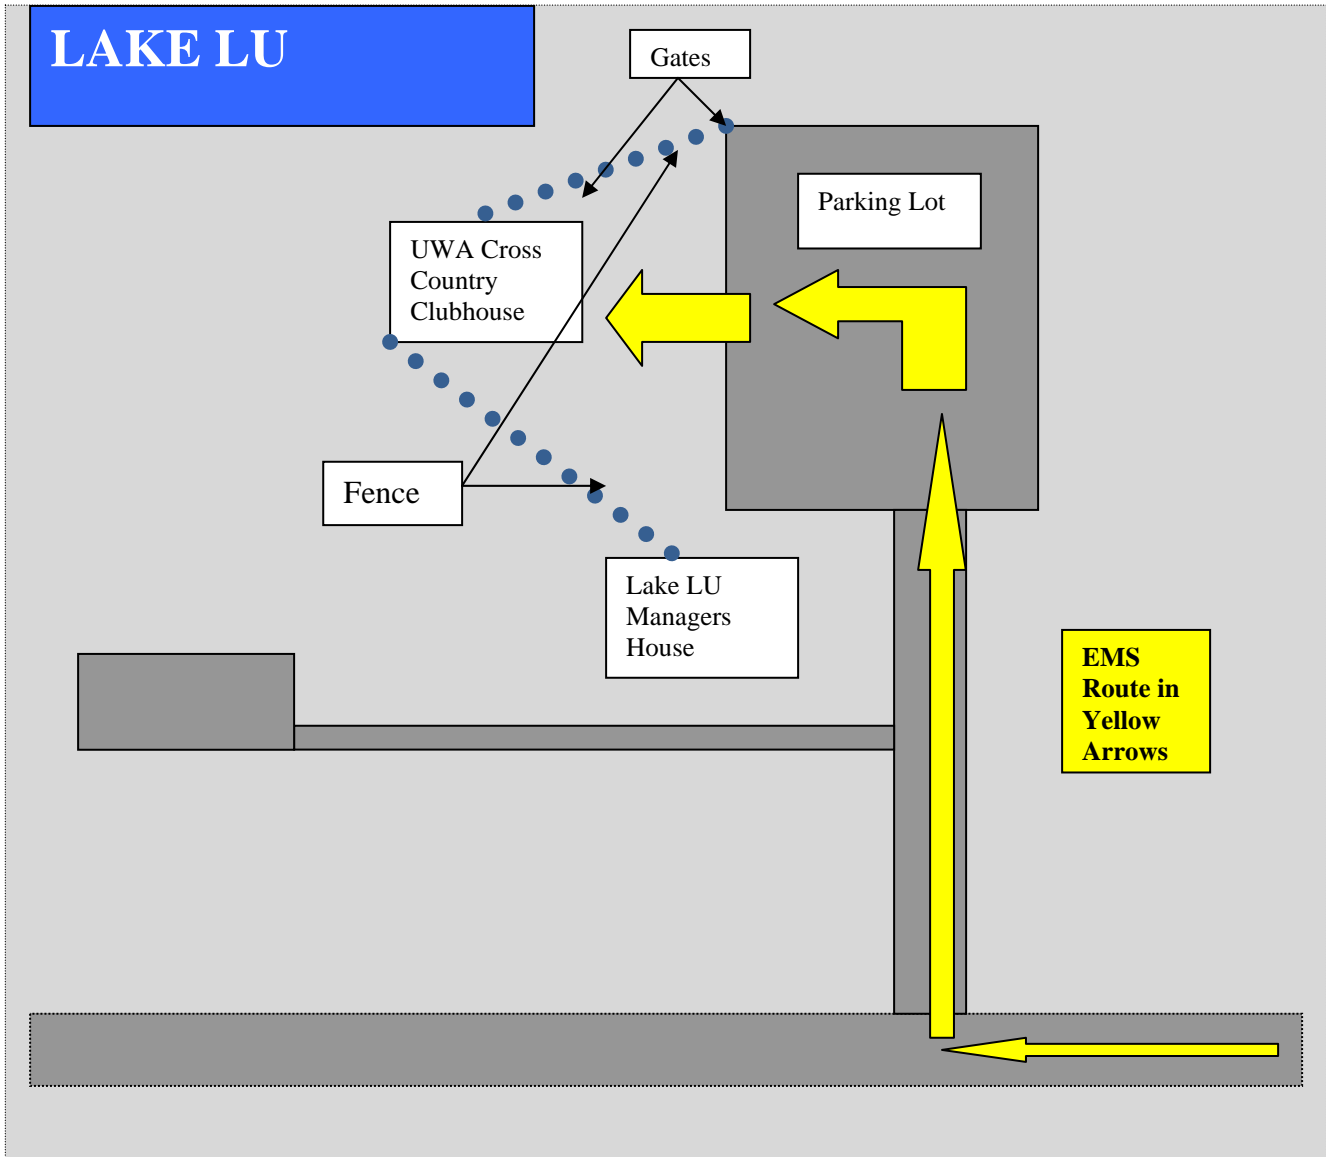 LAKE LU
Gates
Parking Lot
UWA Cross
Country
Clubhouse
Fence
Lake LU
Managers
House
EMS
Route in
Yellow
Arrows